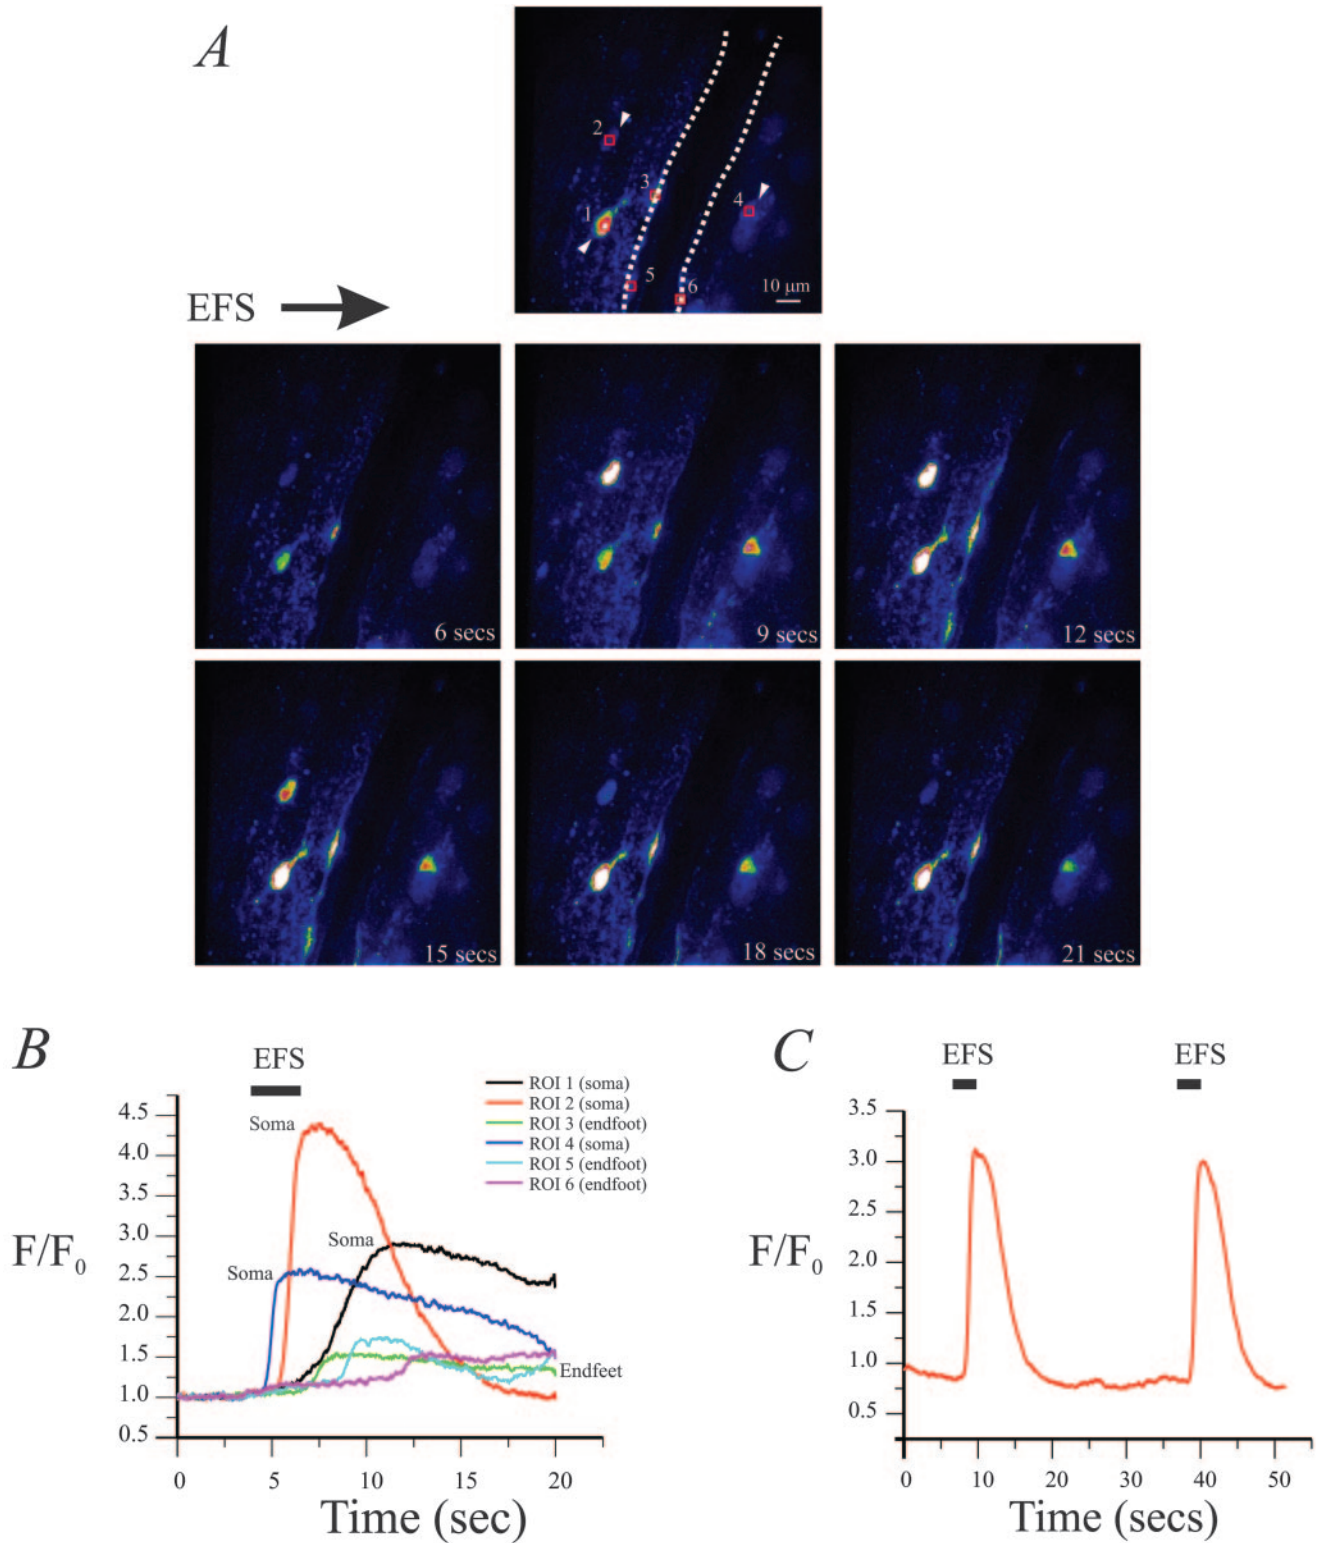 A
2
3
1
4
5
6
10 μm
EFS
6 secs
9 secs
12 secs
15 secs
18 secs
21 secs
B
EFS
ROI 1 (soma)
ROI 2 (soma)
ROI 3 (endfoot)
ROI 4 (soma)
ROI 5 (endfoot)
ROI 6 (endfoot)
Soma
Soma
Soma
Endfeet
4.5
4.0
3.5
3.0
2.5
2.0
1.5
1.0
0.5
F/F0
0 5 10 15 20
Time (sec)
C
EFS EFS
3.5
3.0
2.5
2.0
1.5
1.0
0.5
F/F0
0 10 20 30 40 50
Time (secs)